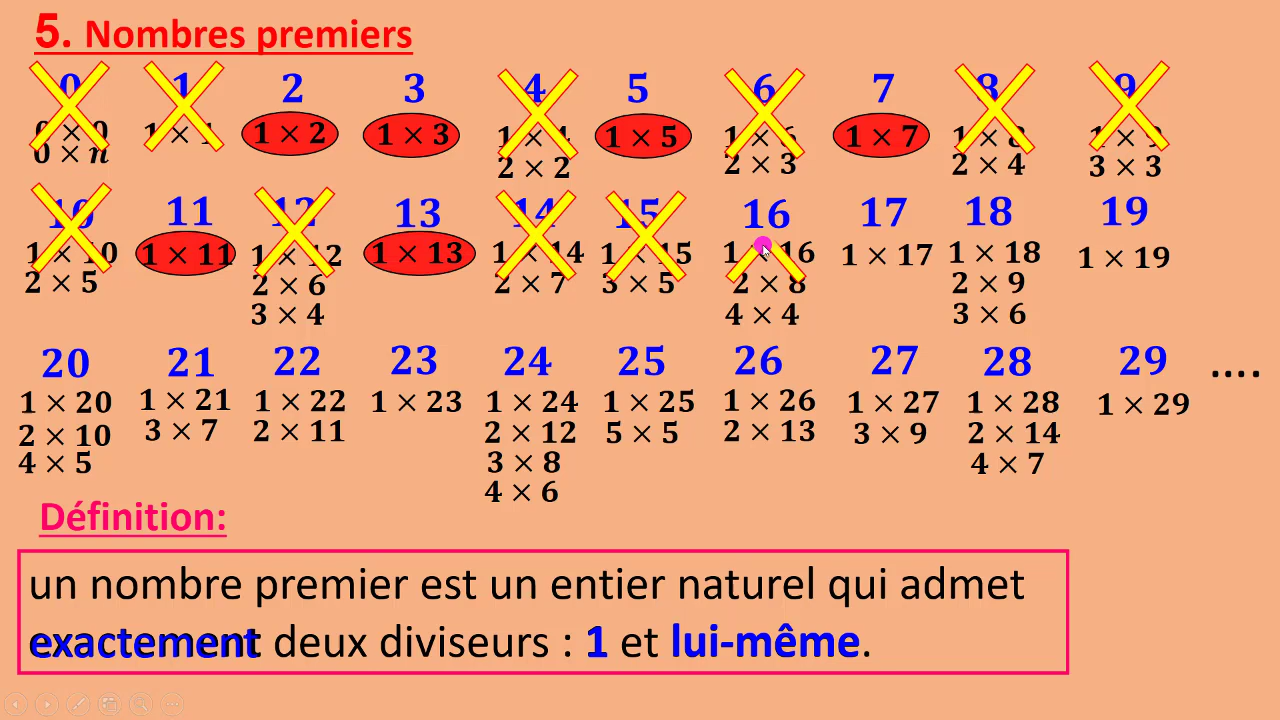 5. Nombres premiers
0 1 2 3 4 5 6 7 8 9
0 × 0 1 × 1 1 × 2 1 × 3 1 × 4 1 × 5 1 × 6 1 × 7 1 × 8 1 × 9
0 × n 2 × 2 2 × 3 2 × 4 3 × 3
10 11 12 13 14 15 16 17 18 19
1 × 10 1 × 11 1 × 12 1 × 13 1 × 14 1 × 15 1 × 16 1 × 17 1 × 18 1 × 19
2 × 5 2 × 6 2 × 7 3 × 5 2 × 8 2 × 9
3 × 4 4 × 4 3 × 6
20 21 22 23 24 25 26 27 28 29 ....
1 × 20 1 × 21 1 × 22 1 × 23 1 × 24 1 × 25 1 × 26 1 × 27 1 × 28 1 × 29
2 × 10 3 × 7 2 × 11 2 × 12 5 × 5 2 × 13 3 × 9 2 × 14
4 × 5 3 × 8 4 × 7
4 × 6
Définition:
un nombre premier est un entier naturel qui admet
exactement deux diviseurs : 1 et lui-même.